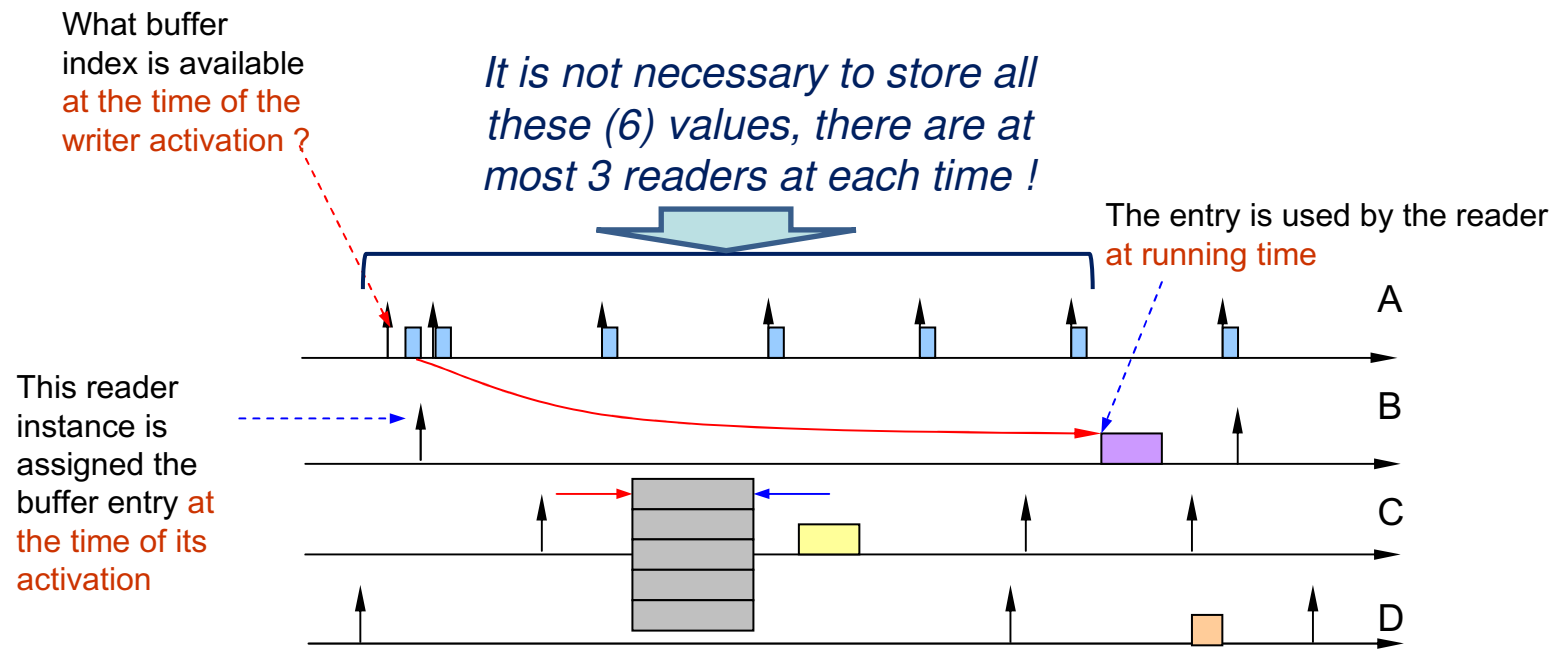 What buffer
index is available
at the time of the
writer activation ?
It is not necessary to store all
these (6) values, there are at
most 3 readers at each time !
The entry is used by the reader
at running time
A
This reader
instance is
assigned the
buffer entry at
the time of its
activation
B
C
D